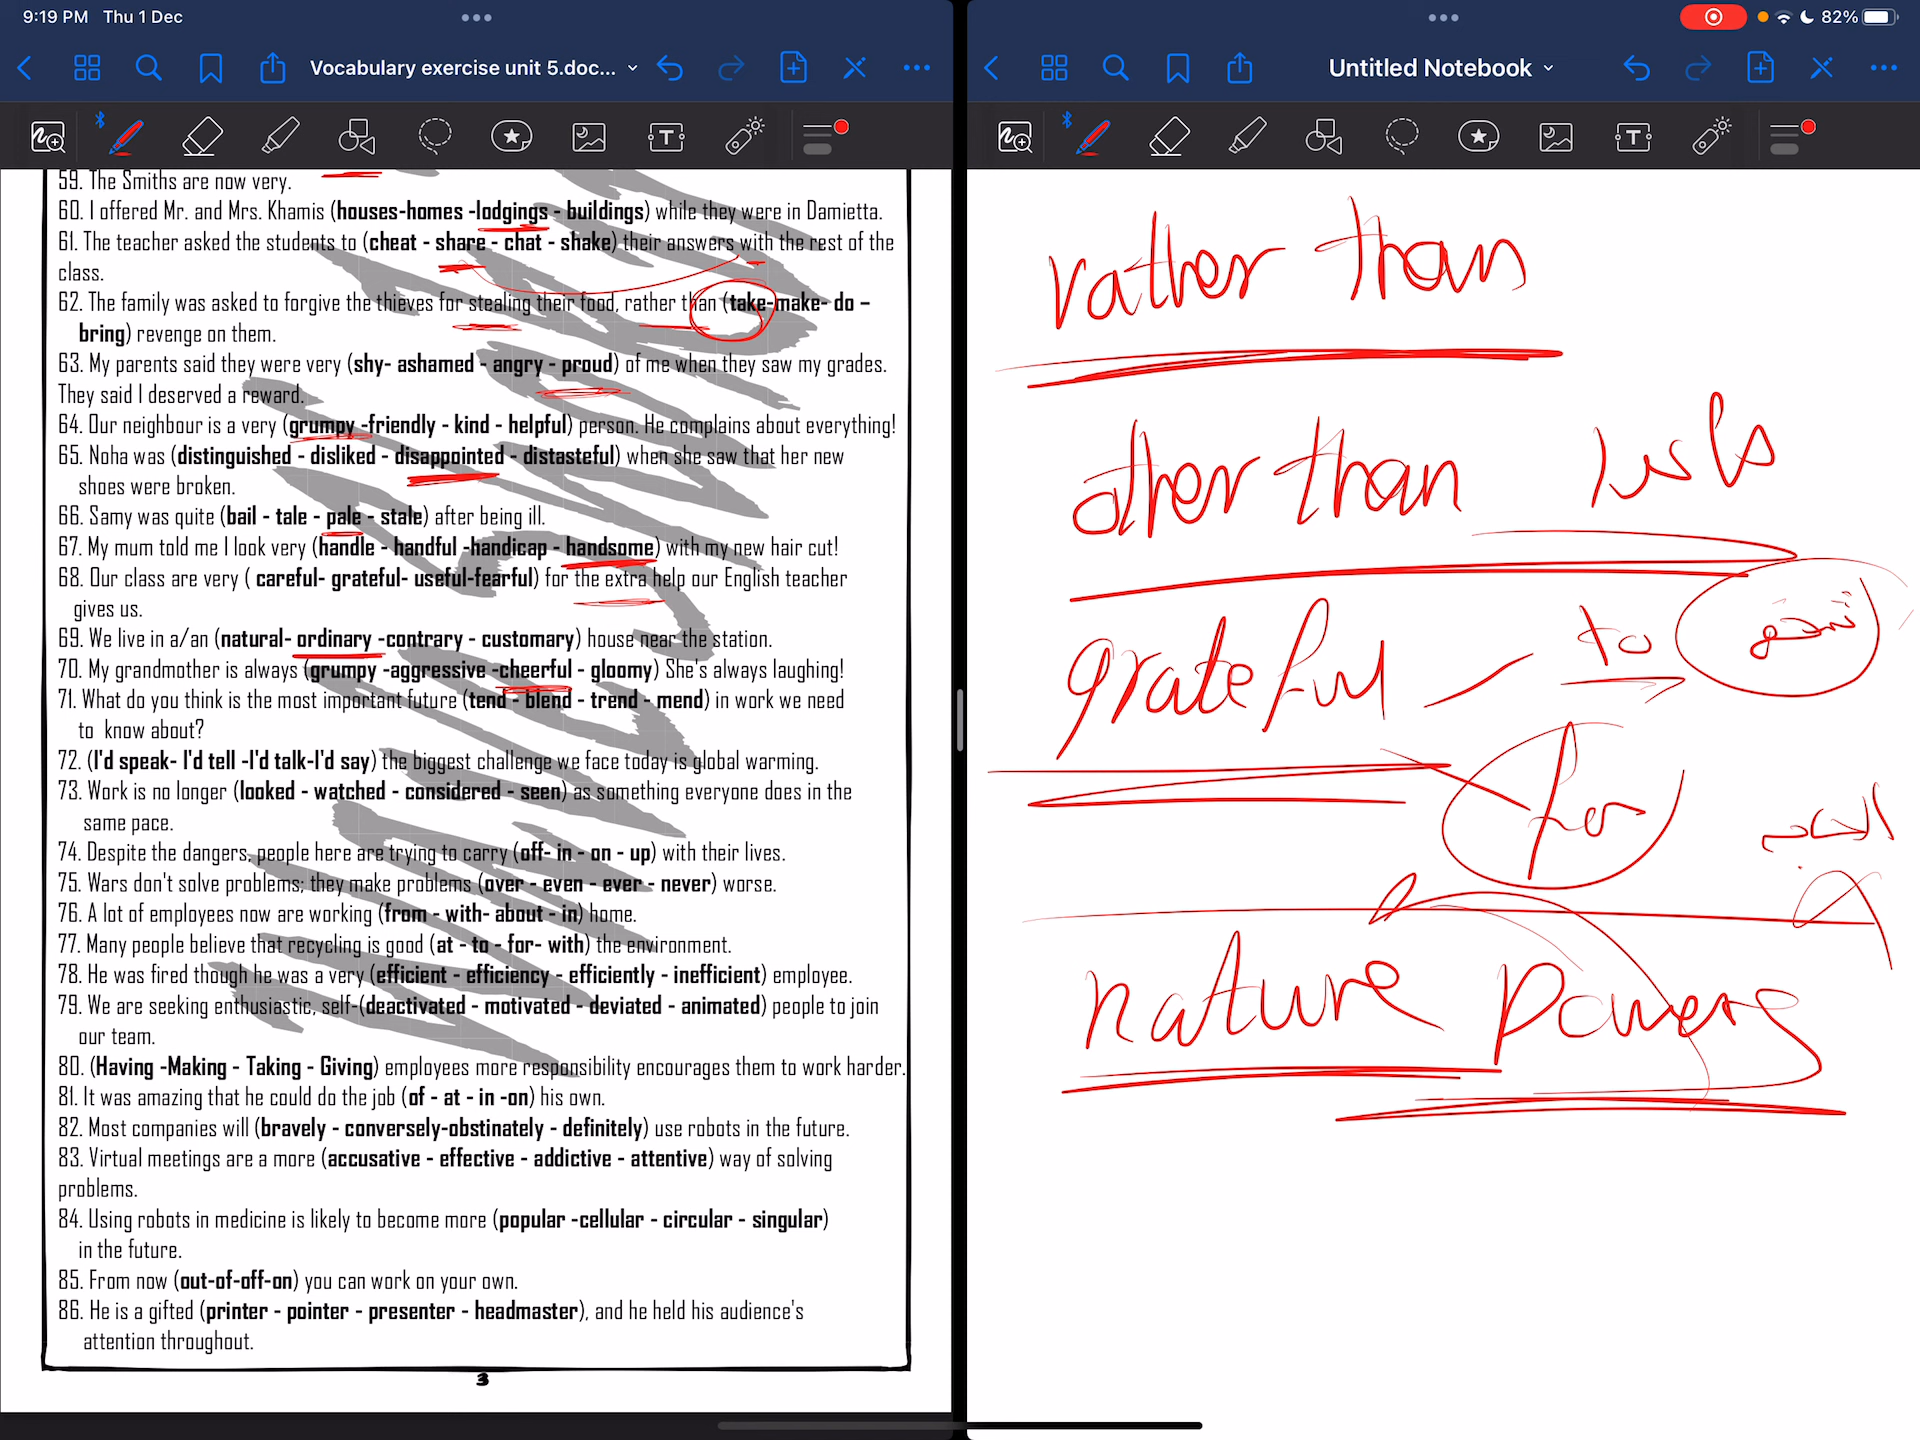 9:19 PM Thu 1 Dec
82%
Vocabulary exercise unit 5.doc...
Untitled Notebook
59. The Smiths are now very.
60. I offered Mr. and Mrs. Khamis (houses-homes -lodgings - buildings) while they were in Damietta.
61. The teacher asked the students to (cheat - share - chat - shake) their answers with the rest of the
class.
62. The family was asked to forgive the thieves for stealing their food, rather than (take-make- do –
bring) revenge on them.
63. My parents said they were very (shy- ashamed - angry - proud) of me when they saw my grades.
They said I deserved a reward.
64. Our neighbour is a very (grumpy -friendly - kind - helpful) person. He complains about everything!
65. Noha was (distinguished - disliked - disappointed - distasteful) when she saw that her new
shoes were broken.
66. Samy was quite (bail - tale - pale - stale) after being ill.
67. My mum told me I look very (handle - handful -handicap - handsome) with my new hair cut!
68. Our class are very ( careful- grateful- useful-fearful) for the extra help our English teacher
gives us.
69. We live in a/an (natural- ordinary -contrary - customary) house near the station.
70. My grandmother is always (grumpy -aggressive -cheerful - gloomy) She's always laughing!
71. What do you think is the most important future (tend - blend - trend - mend) in work we need
to know about?
72. (I'd speak- I'd tell -I'd talk-I'd say) the biggest challenge we face today is global warming.
73. Work is no longer (looked - watched - considered - seen) as something everyone does in the
same pace.
74. Despite the dangers, people here are trying to carry (off- in - on - up) with their lives.
75. Wars don't solve problems; they make problems (over - even - ever - never) worse.
76. A lot of employees now are working (from - with- about - in) home.
77. Many people believe that recycling is good (at - to - for- with) the environment.
78. He was fired though he was a very (efficient - efficiency - efficiently - inefficient) employee.
79. We are seeking enthusiastic, self-(deactivated - motivated - deviated - animated) people to join
our team.
80. (Having -Making - Taking - Giving) employees more responsibility encourages them to work harder.
81. It was amazing that he could do the job (of - at - in -on) his own.
82. Most companies will (bravely - conversely-obstinately - definitely) use robots in the future.
83. Virtual meetings are a more (accusative - effective - addictive - attentive) way of solving
problems.
84. Using robots in medicine is likely to become more (popular -cellular - circular - singular)
in the future.
85. From now (out-of-off-on) you can work on your own.
86. He is a gifted (printer - pointer - presenter - headmaster), and he held his audience's
attention throughout.
3
rather than
other than
grateful to
for
nature powers